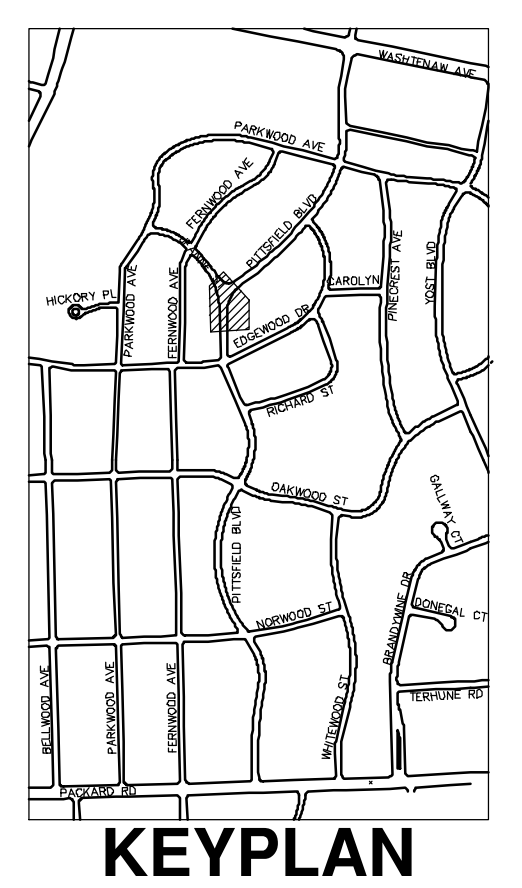 WASHTENAW AVE
PARKWOOD AVE
FERNWOOD AVE
PITTSFIELD BLVD
PINECREST AVE
YOST BLVD
CAROLYN
HICKORY PL
PARKWOOD AVE
FERNWOOD AVE
EDGEWOOD DR
RICHARD ST
OAKWOOD ST
GALLWAY CT
PITTSFIELD BLVD
NORWOOD ST
BRANDYWINE DR
DONEGAL CT
BELLWOOD AVE
PARKWOOD AVE
FERNWOOD AVE
WHITEWOOD ST
TERHUNE RD
PACKARD RD
KEYPLAN